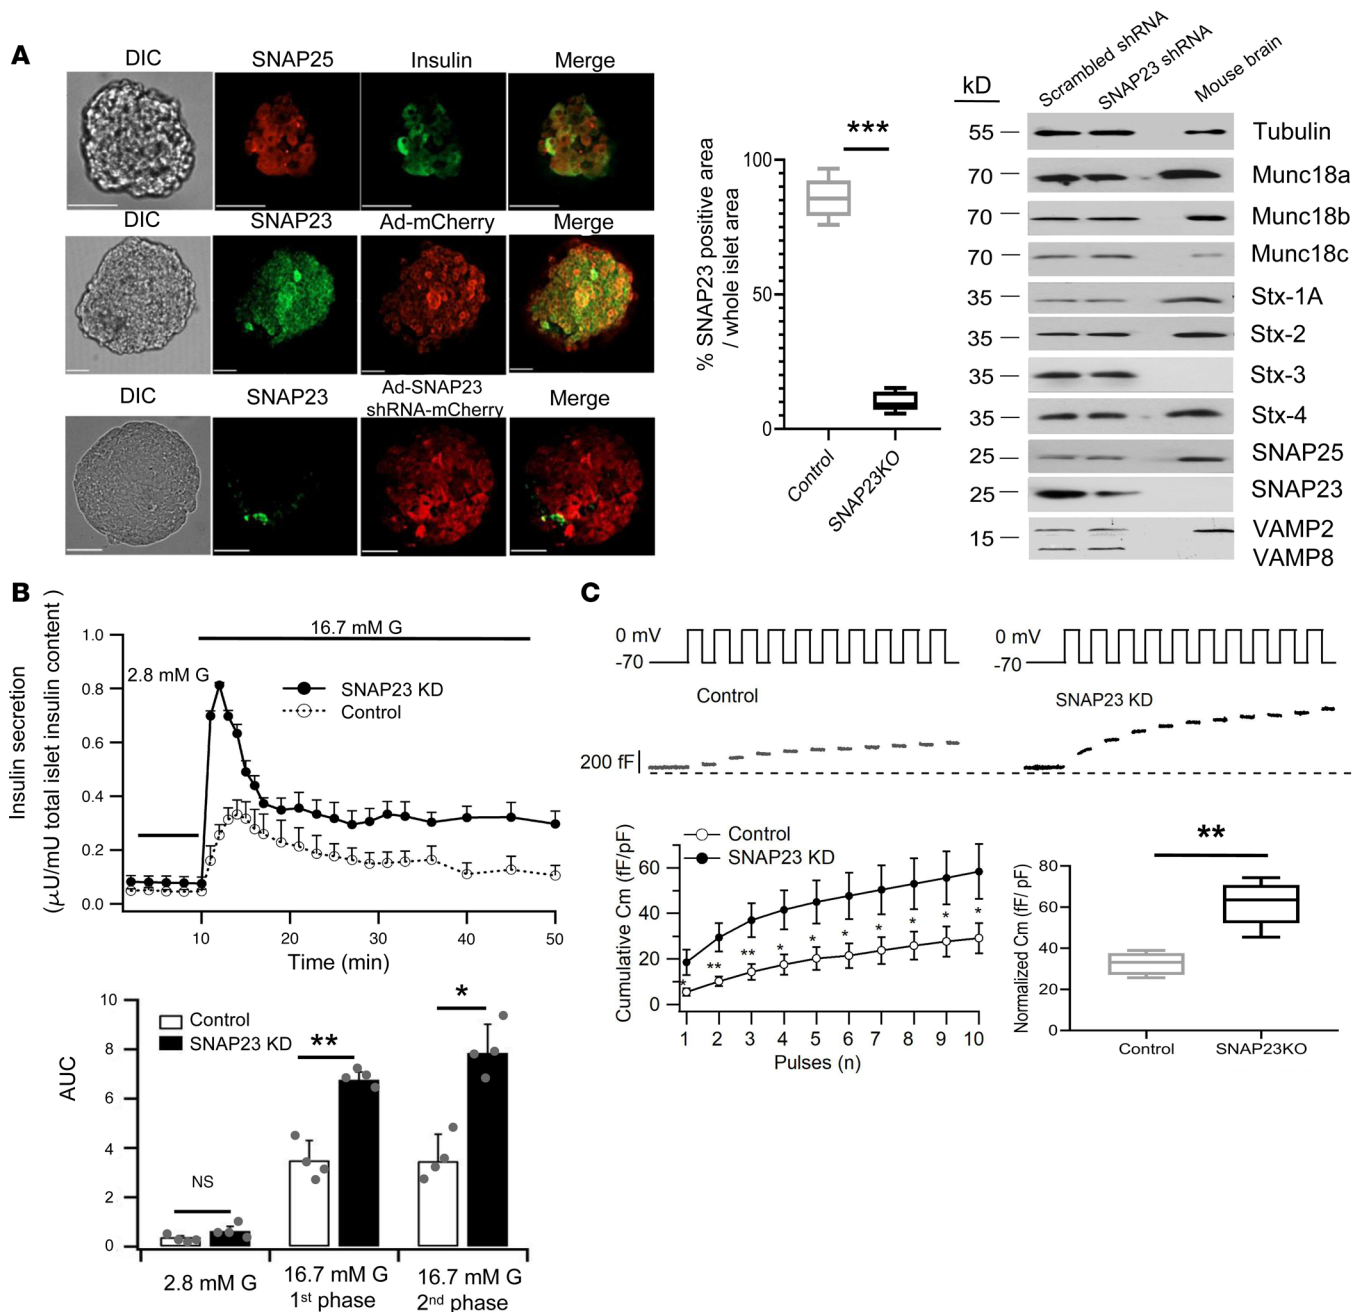 A
DIC
SNAP25
Insulin
Merge
DIC
SNAP23
Ad-mCherry
Merge
DIC
SNAP23
Ad-SNAP23
shRNA-mCherry
Merge
% SNAP23 positive area
/ whole islet area
100
50
0
***
Control
SNAP23KO
kD
Scrambled shRNA
SNAP23 shRNA
Mouse brain
55
Tubulin
70
Munc18a
70
Munc18b
70
Munc18c
35
Stx-1A
35
Stx-2
35
Stx-3
35
Stx-4
25
SNAP25
25
SNAP23
15
VAMP2
VAMP8
B
Insulin secretion
(μU/mU total islet insulin content )
1.0
0.8
0.6
0.4
0.2
0.0
16.7 mM G
2.8 mM G
SNAP23 KD
Control
10
20
30
40
50
Time (min)
AUC
10
8
6
4
2
0
Control
SNAP23 KD
NS
**
*
2.8 mM G
16.7 mM G
1st phase
16.7 mM G
2nd phase
C
0 mV
-70
0 mV
-70
Control
SNAP23 KD
200 fF
Cumulative Cm (fF/pF)
60
40
20
0
Control
SNAP23 KD
* ** ** * * * * * * *
1 2 3 4 5 6 7 8 9 10
Pulses (n)
Normalized Cm (fF/ pF)
80
60
40
20
0
**
Control
SNAP23KO